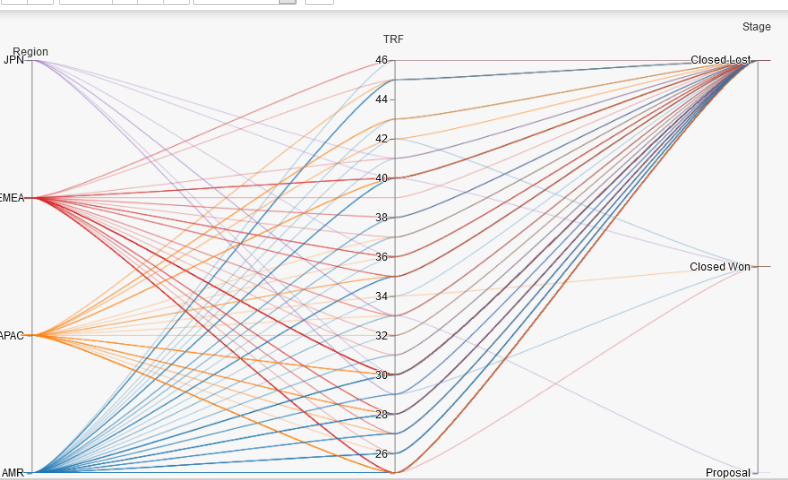 Stage
TRF
Region
JPN
EMEA
APAC
AMR
46
44
42
40
38
36
34
32
30
28
26
Closed Lost
Closed Won
Proposal